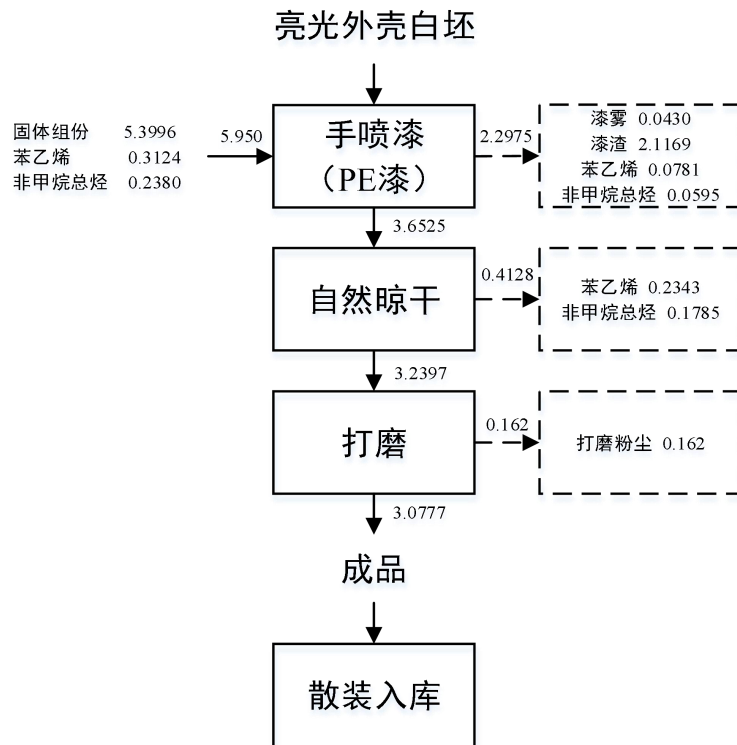 亮光外壳白坯
固体组份 5.3996
苯乙烯 0.3124
非甲烷总烃 0.2380
5.950
手喷漆
（PE漆）
2.2975
漆雾 0.0430
漆渣 2.1169
苯乙烯 0.0781
非甲烷总烃 0.0595
3.6525
自然晾干
0.4128
苯乙烯 0.2343
非甲烷总烃 0.1785
3.2397
打磨
0.162
打磨粉尘 0.162
3.0777
成品
散装入库